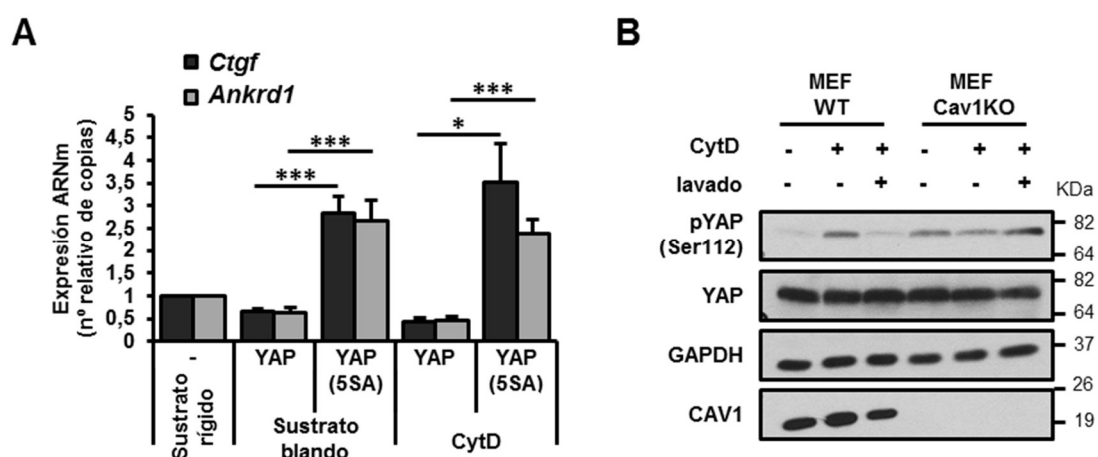 A
Ctgf
Ankrd1
Expresión ARNm
(nº relativo de copias)
5
4,5
4
3,5
3
2,5
2
1,5
1
0,5
0
***
***
*
***
-
YAP
YAP
(5SA)
YAP
YAP
(5SA)
Sustrato
rígido
Sustrato
blando
CytD
B
MEF
WT
MEF
Cav1KO
CytD - + + - + +
lavado - - + - - + KDa
pYAP
(Ser112)
82
64
YAP
82
64
GAPDH
37
26
CAV1
19